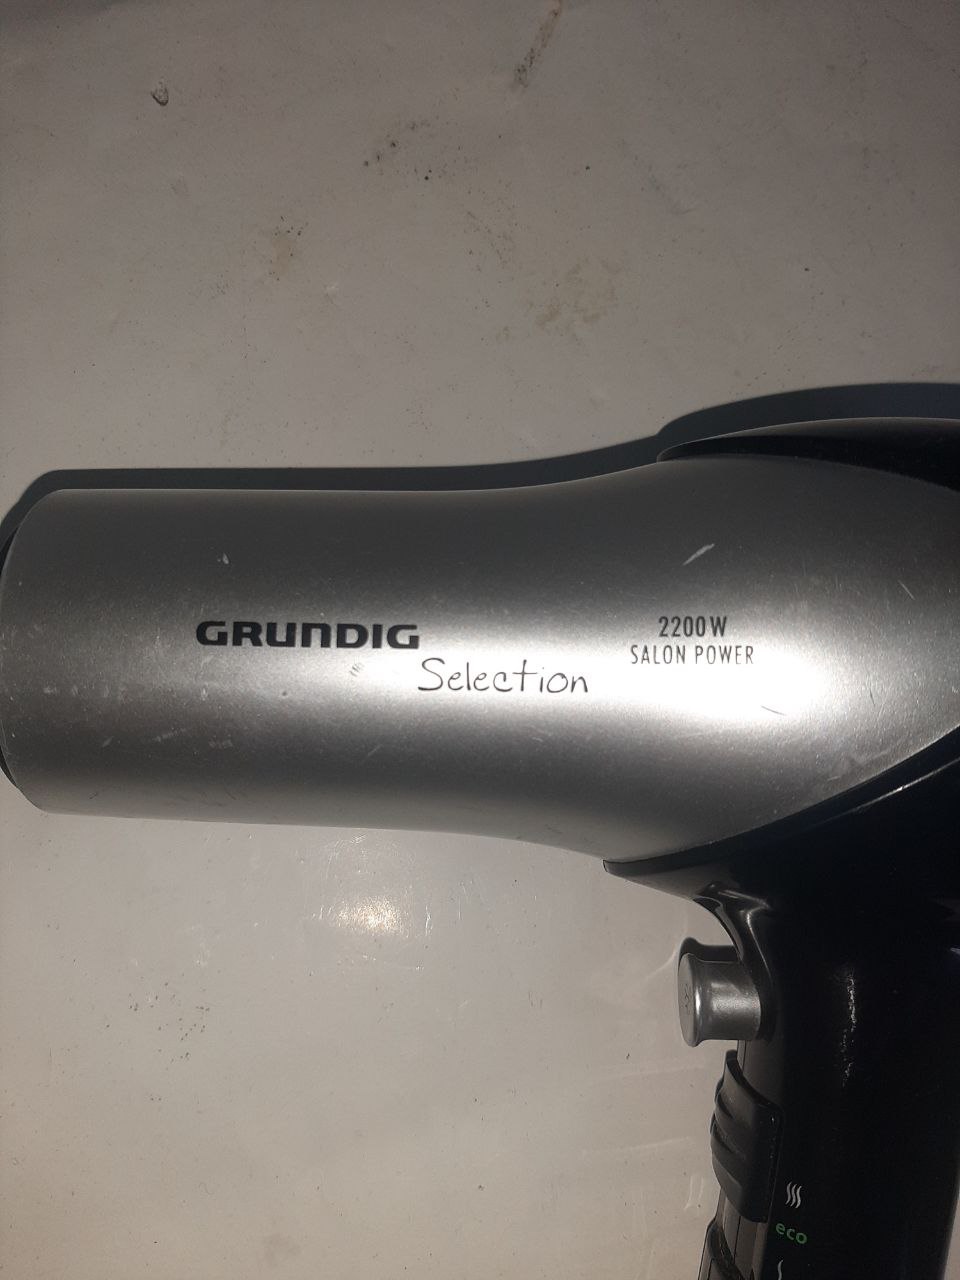 GRUNDIG
Selection
2200W
SALON POWER
eco